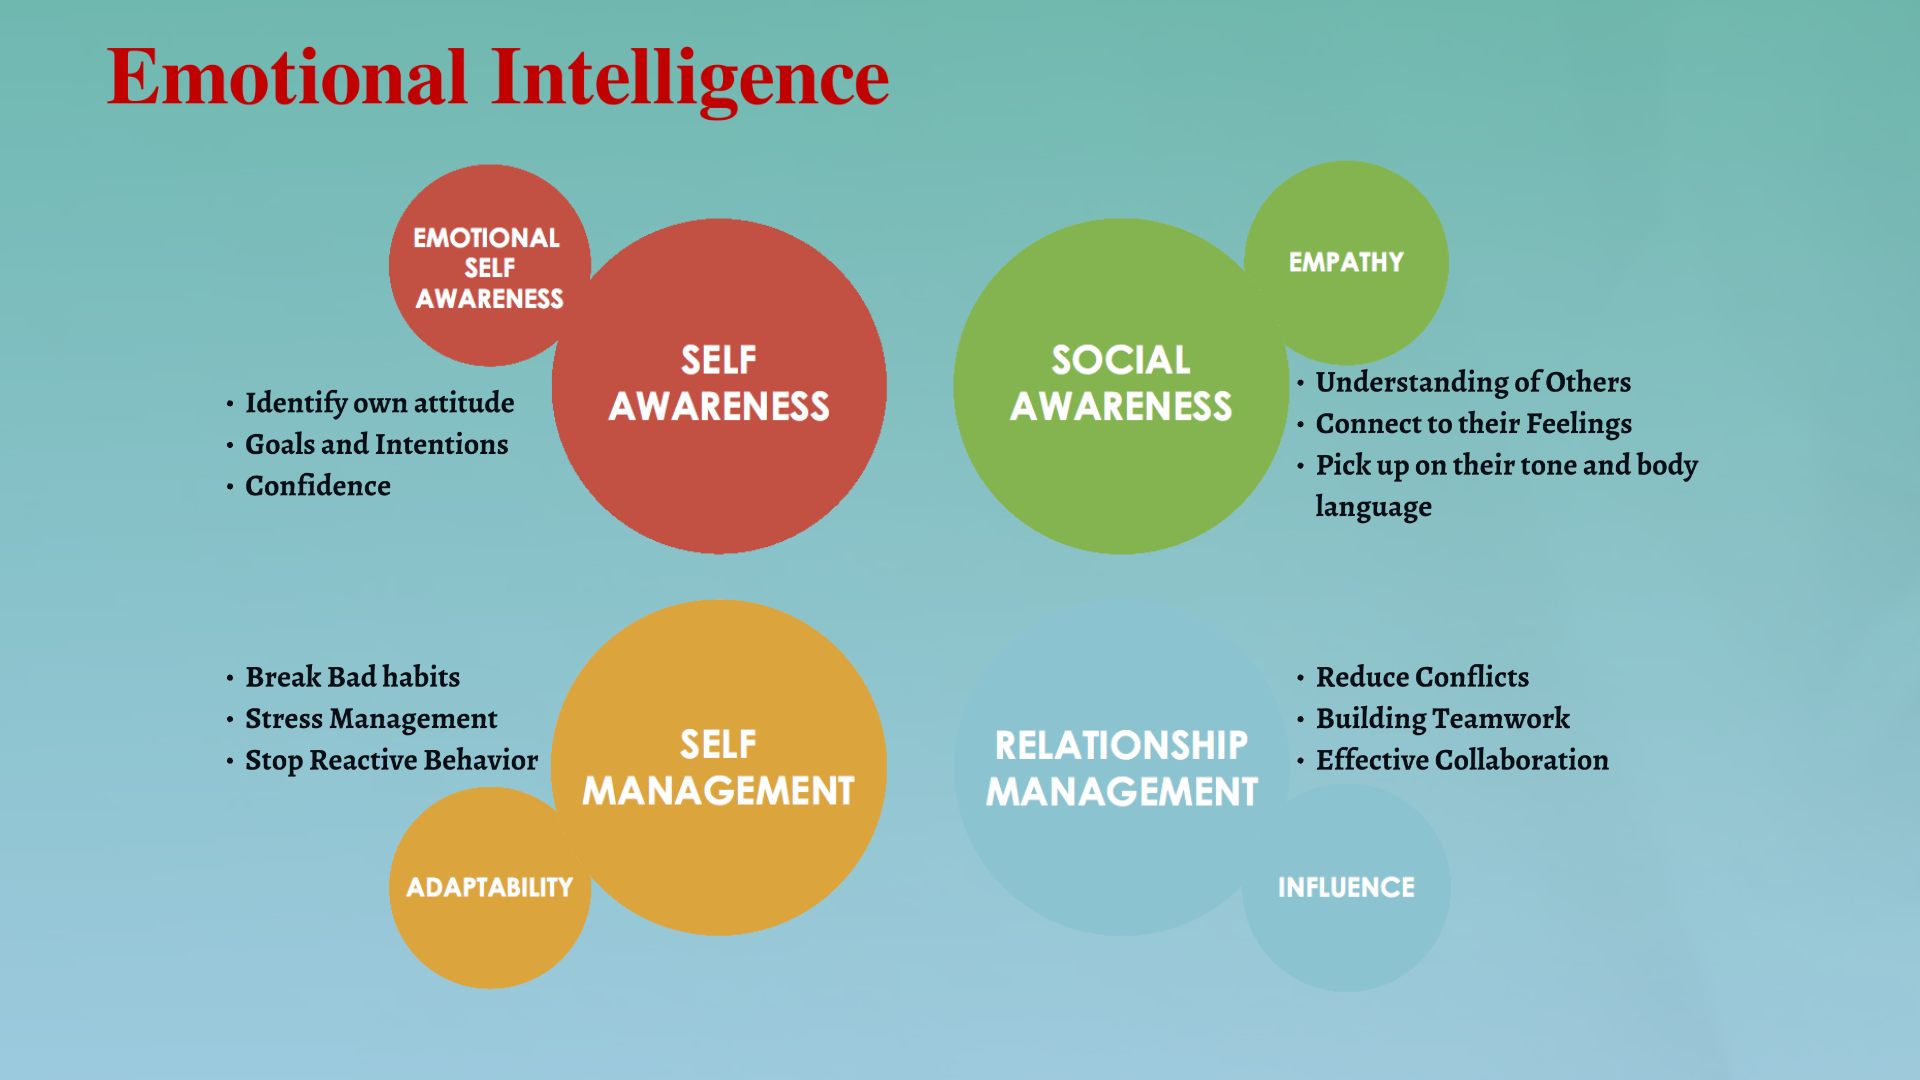 Emotional Intelligence
EMOTIONAL
SELF
AWARENESS
SELF
AWARENESS
• Identify own attitude
• Goals and Intentions
• Confidence
SOCIAL
AWARENESS
EMPATHY
• Understanding of Others
• Connect to their Feelings
• Pick up on their tone and body
language
• Break Bad habits
• Stress Management
• Stop Reactive Behavior
SELF
MANAGEMENT
ADAPTABILITY
RELATIONSHIP
MANAGEMENT
• Reduce Conflicts
• Building Teamwork
• Effective Collaboration
INFLUENCE